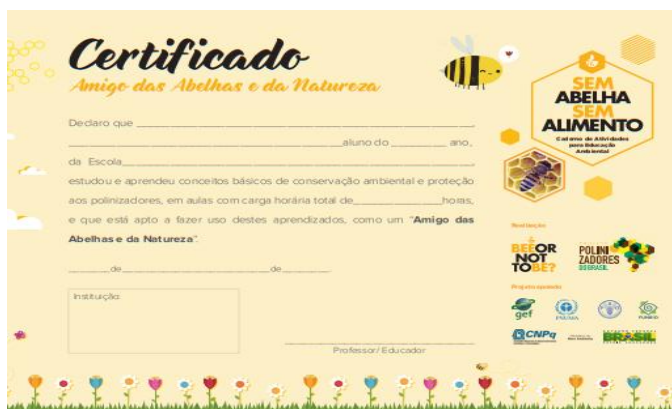 Certificado
Amigo das Abelhas e da Natureza
Declaro que
aluno do ano,
da Escola ,
estudou e aprendeu conceitos básicos de conservação ambiental e proteção
aos polinizadores, em aulas com carga horária total de horas,
e que está apto a fazer uso destes aprendizados, como um "Amigo das
Abelhas e da Natureza".
de de
Instituição:
Professor/Educador
SEM
ABELHA
SEM
ALIMENTO
Caderno de Atividades
para Educação
Ambiental
Realização:
BEE OR
NOT
TO BE?
POLINI
ZADORES
DO BRASIL
gef
PNUMA
FUNBIO
CNPq
BRASIL